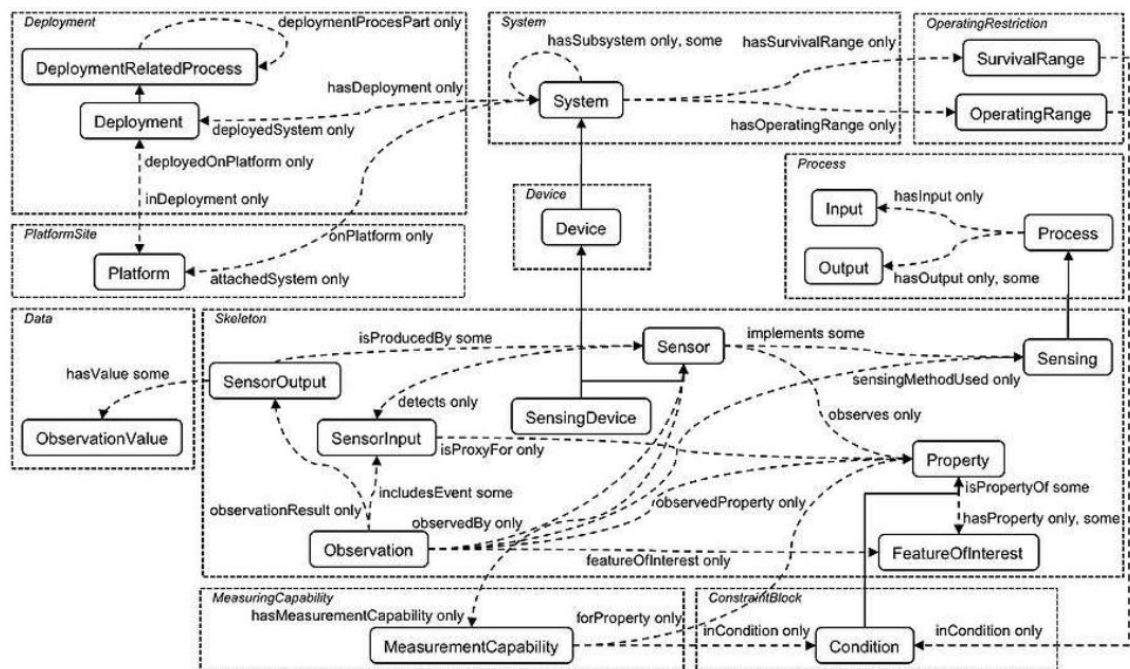 Deployment
deploymentProcesPart only
DeploymentRelatedProcess
Deployment
hasDeployment only
deployedSystem only
deployedOnPlatform only
inDeployment only
System
hasSubsystem only, some
hasSurvivalRange only
System
hasOperatingRange only
OperatingRestriction
SurvivalRange
OperatingRange
PlatformSite
Platform
onPlatform only
attachedSystem only
Device
Device
Process
Input
hasInput only
Process
Output
hasOutput only, some
Data
hasValue some
ObservationValue
Skeleton
isProducedBy some
Sensor
implements some
Sensing
SensorOutput
sensingMethodUsed only
detects only
SensingDevice
observes only
SensorInput
isProxyFor only
Property
isPropertyOf some
includesEvent some
observedProperty only
observationResult only
observedBy only
hasProperty only, some
Observation
featureOfInterest only
FeatureOfInterest
MeasuringCapability
hasMeasurementCapability only
forProperty only
MeasurementCapability
ConstraintBlock
inCondition only
Condition
inCondition only